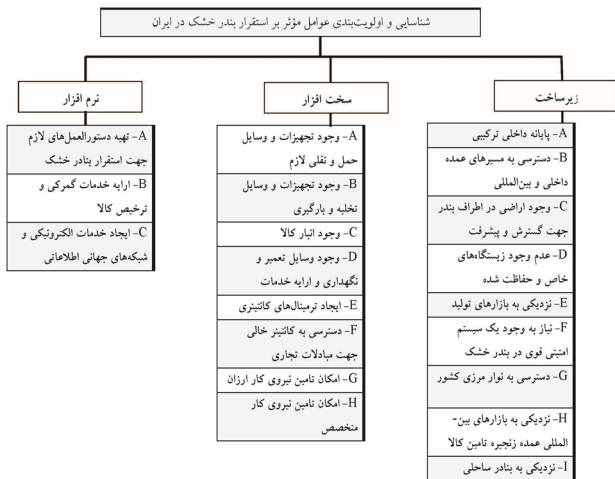 شناسایی و اولویت‌بندی عوامل مؤثر بر استقرار بندر خشک در ایران
زیرساخت
A- پایانه داخلی ترکیبی
B- دسترسی به مسیرهای عمده
داخلی و بین‌المللی
C- وجود اراضی در اطراف بندر
جهت گسترش و پیشرفت
D- عدم وجود زیستگاه‌های
خاص و حفاظت شده
E- نزدیکی به بازارهای تولید
F- نیاز به وجود یک سیستم
امنیتی قوی در بندر خشک
G- دسترسی به نوار مرزی کشور
H- نزدیکی به بازارهای بین-
المللی عمده زنجیره تامین کالا
I- نزدیکی به بنادر ساحلی
سخت افزار
A- وجود تجهیزات و وسایل
حمل و نقلی لازم
B- وجود تجهیزات و وسایل
تخلیه و بارگیری
C- وجود انبار کالا
D- وجود وسایل تعمیر و
نگهداری و ارایه خدمات
E- ایجاد ترمینال‌های کانتینری
F- دسترسی به کانتینر خالی
جهت مبادلات تجاری
G- امکان تامین نیروی کار ارزان
H- امکان تامین نیروی کار
متخصص
نرم افزار
A- تهیه دستورالعمل‌های لازم
جهت استقرار بنادر خشک
B- ارایه خدمات گمرکی و
ترخیص کالا
C- ایجاد خدمات الکترونیکی و
شبکه‌های جهانی اطلاعاتی